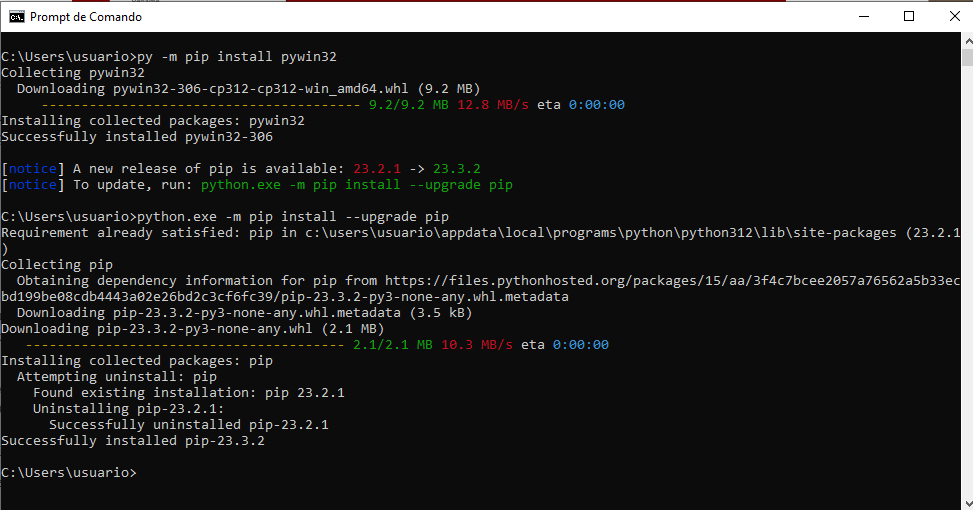 Prompt de Comando
C:\Users\usuario>py -m pip install pywin32
Collecting pywin32
  Downloading pywin32-306-cp312-cp312-win_amd64.whl (9.2 MB)
     ---------------------------------------- 9.2/9.2 MB 12.8 MB/s eta 0:00:00
Installing collected packages: pywin32
Successfully installed pywin32-306
[notice] A new release of pip is available: 23.2.1 -> 23.3.2
[notice] To update, run: python.exe -m pip install --upgrade pip
C:\Users\usuario>python.exe -m pip install --upgrade pip
Requirement already satisfied: pip in c:\users\usuario\appdata\local\programs\python\python312\lib\site-packages (23.2.1
)
Collecting pip
  Obtaining dependency information for pip from https://files.pythonhosted.org/packages/15/aa/3f4c7bcee2057a76562a5b33ec
bd199be08cdb4443a02e26bd2c3cf6fc39/pip-23.3.2-py3-none-any.whl.metadata
  Downloading pip-23.3.2-py3-none-any.whl.metadata (3.5 kB)
Downloading pip-23.3.2-py3-none-any.whl (2.1 MB)
   ---------------------------------------- 2.1/2.1 MB 10.3 MB/s eta 0:00:00
Installing collected packages: pip
  Attempting uninstall: pip
    Found existing installation: pip 23.2.1
    Uninstalling pip-23.2.1:
      Successfully uninstalled pip-23.2.1
Successfully installed pip-23.3.2
C:\Users\usuario>